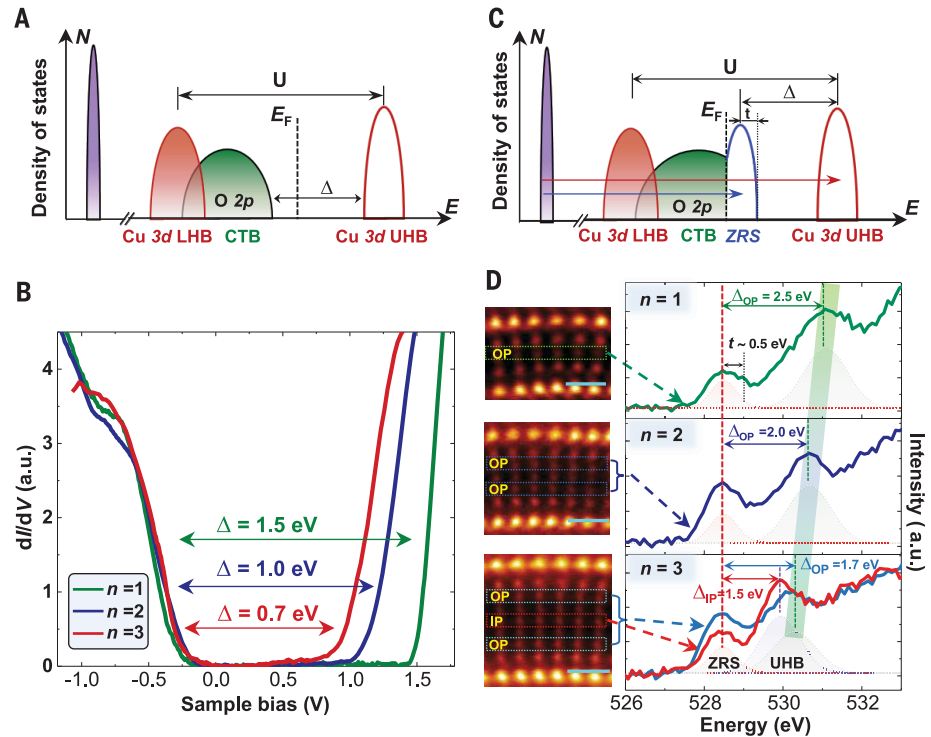 A
N
Density of states
U
E_F
Δ
O 2p
E
Cu 3d LHB
CTB
Cu 3d UHB
B
dI/dV (a.u.)
4
3
2
1
0
Δ = 1.5 eV
Δ = 1.0 eV
Δ = 0.7 eV
n =1
n =2
n =3
-1.0
-0.5
0.0
0.5
1.0
1.5
Sample bias (V)
C
N
Density of states
U
Δ
E_F
t
O 2p
E
Cu 3d LHB
CTB
ZRS
Cu 3d UHB
D
OP
n = 1
Δ_OP = 2.5 eV
t ~ 0.5 eV
OP
OP
n = 2
Δ_OP = 2.0 eV
OP
IP
OP
n = 3
Δ_OP = 1.7 eV
Δ_IP=1.5 eV
ZRS
UHB
Intensity ( a.u.)
526
528
530
532
Energy (eV)